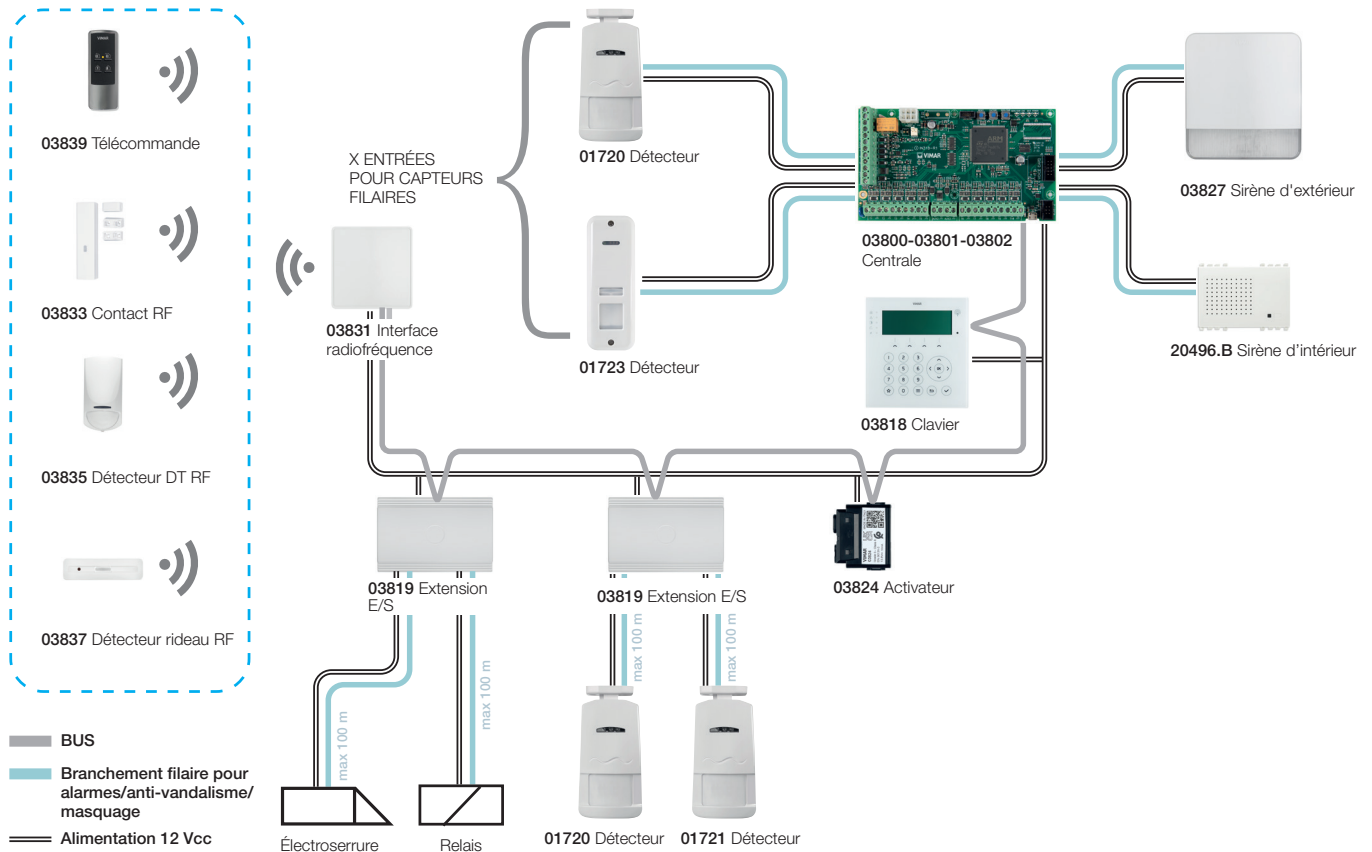 03839 Télécommande
03833 Contact RF
03835 Détecteur DT RF
03837 Détecteur rideau RF
BUS
Branchement filaire pour
alarmes/anti-vandalisme/
masquage
Alimentation 12 Vcc
X ENTRÉES
POUR CAPTEURS
FILAIRES
03831 Interface
radiofréquence
01720 Détecteur
01723 Détecteur
VIMAR
03800-03801-03802
Centrale
03827 Sirène d'extérieur
20496.B Sirène d'intérieur
03818 Clavier
03819 Extension
E/S
03819 Extension E/S
03824 Activateur
max 100 m
max 100 m
max 100 m
max 100 m
Électroserrure
Relais
01720 Détecteur
01721 Détecteur